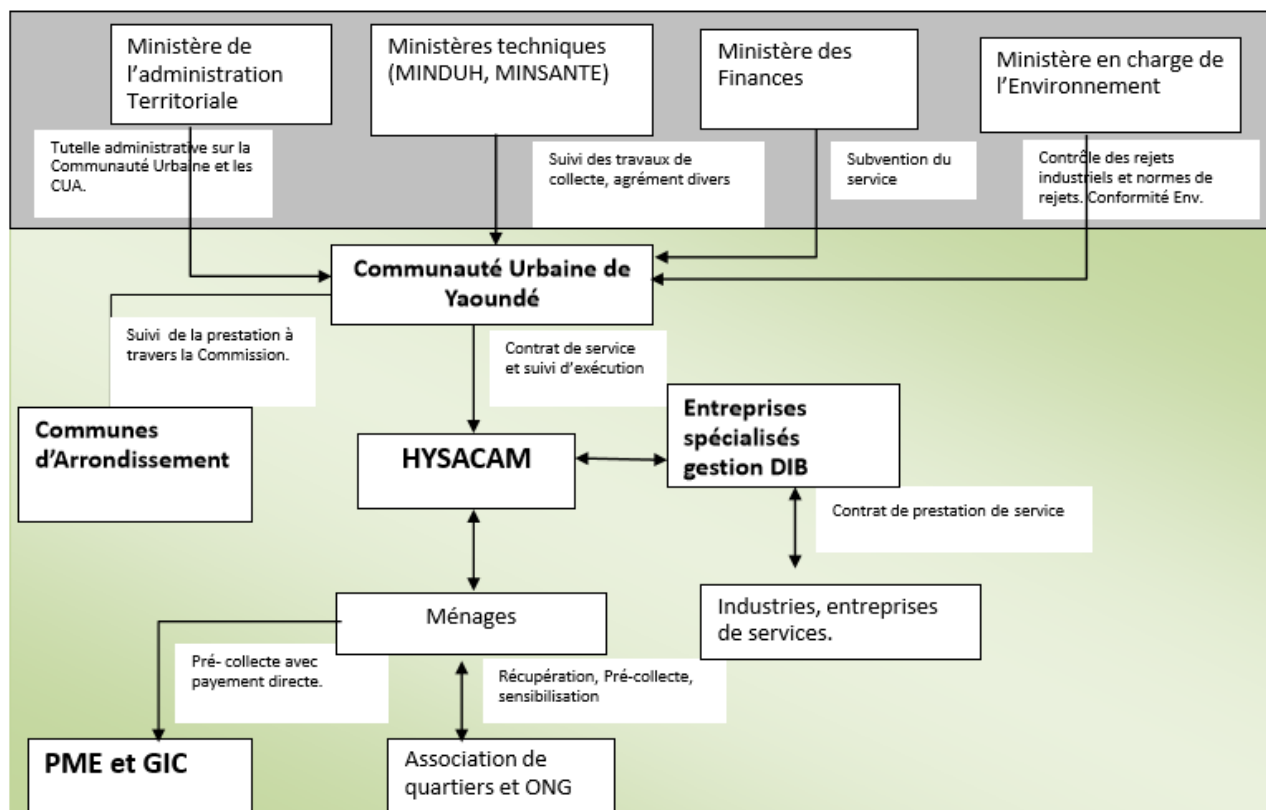 Ministère de
l'administration
Territoriale
Ministères techniques
(MINDUH, MINSANTE)
Ministère des
Finances
Ministère en charge de
l'Environnement
Tutelle administrative sur la
Communauté Urbaine et les
CUA.
Suivi des travaux de
collecte, agrément divers
Subvention du
service
Contrôle des rejets
industriels et normes de
rejets. Conformité Env.
Communauté Urbaine de
Yaoundé
Suivi de la prestation à
travers la Commission.
Contrat de service
et suivi d'exécution
Communes
d'Arrondissement
HYSACAM
Entreprises
spécialisés
gestion DIB
Contrat de prestation de service
Ménages
Industries, entreprises
de services.
Pré- collecte avec
payement directe.
Récupération, Pré-collecte,
sensibilisation
PME et GIC
Association de
quartiers et ONG